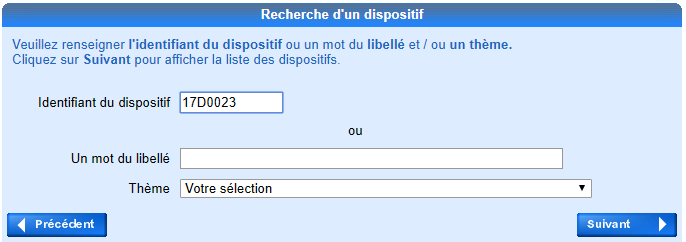 Recherche d'un dispositif
Veuillez renseigner l'identifiant du dispositif ou un mot du libellé et / ou un thème.
Cliquez sur Suivant pour afficher la liste des dispositifs.
Identifiant du dispositif 17D0023
ou
Un mot du libellé
Thème Votre sélection
Précédent Suivant